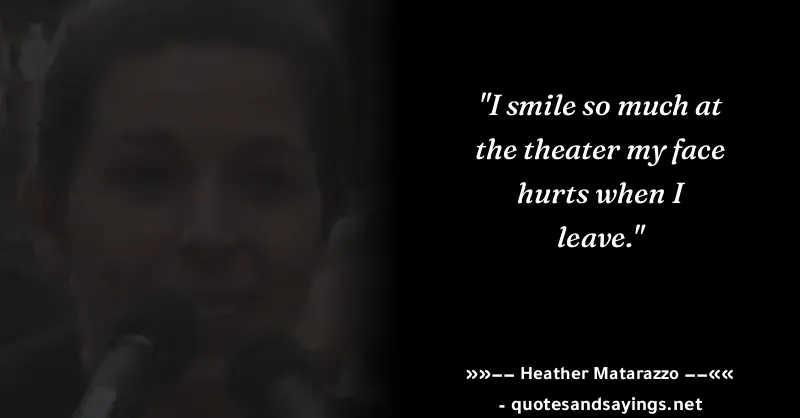 "I smile so much at
the theater my face
hurts when I
leave."
»»–– Heather Matarazzo ––««
- quotesandsayings.net